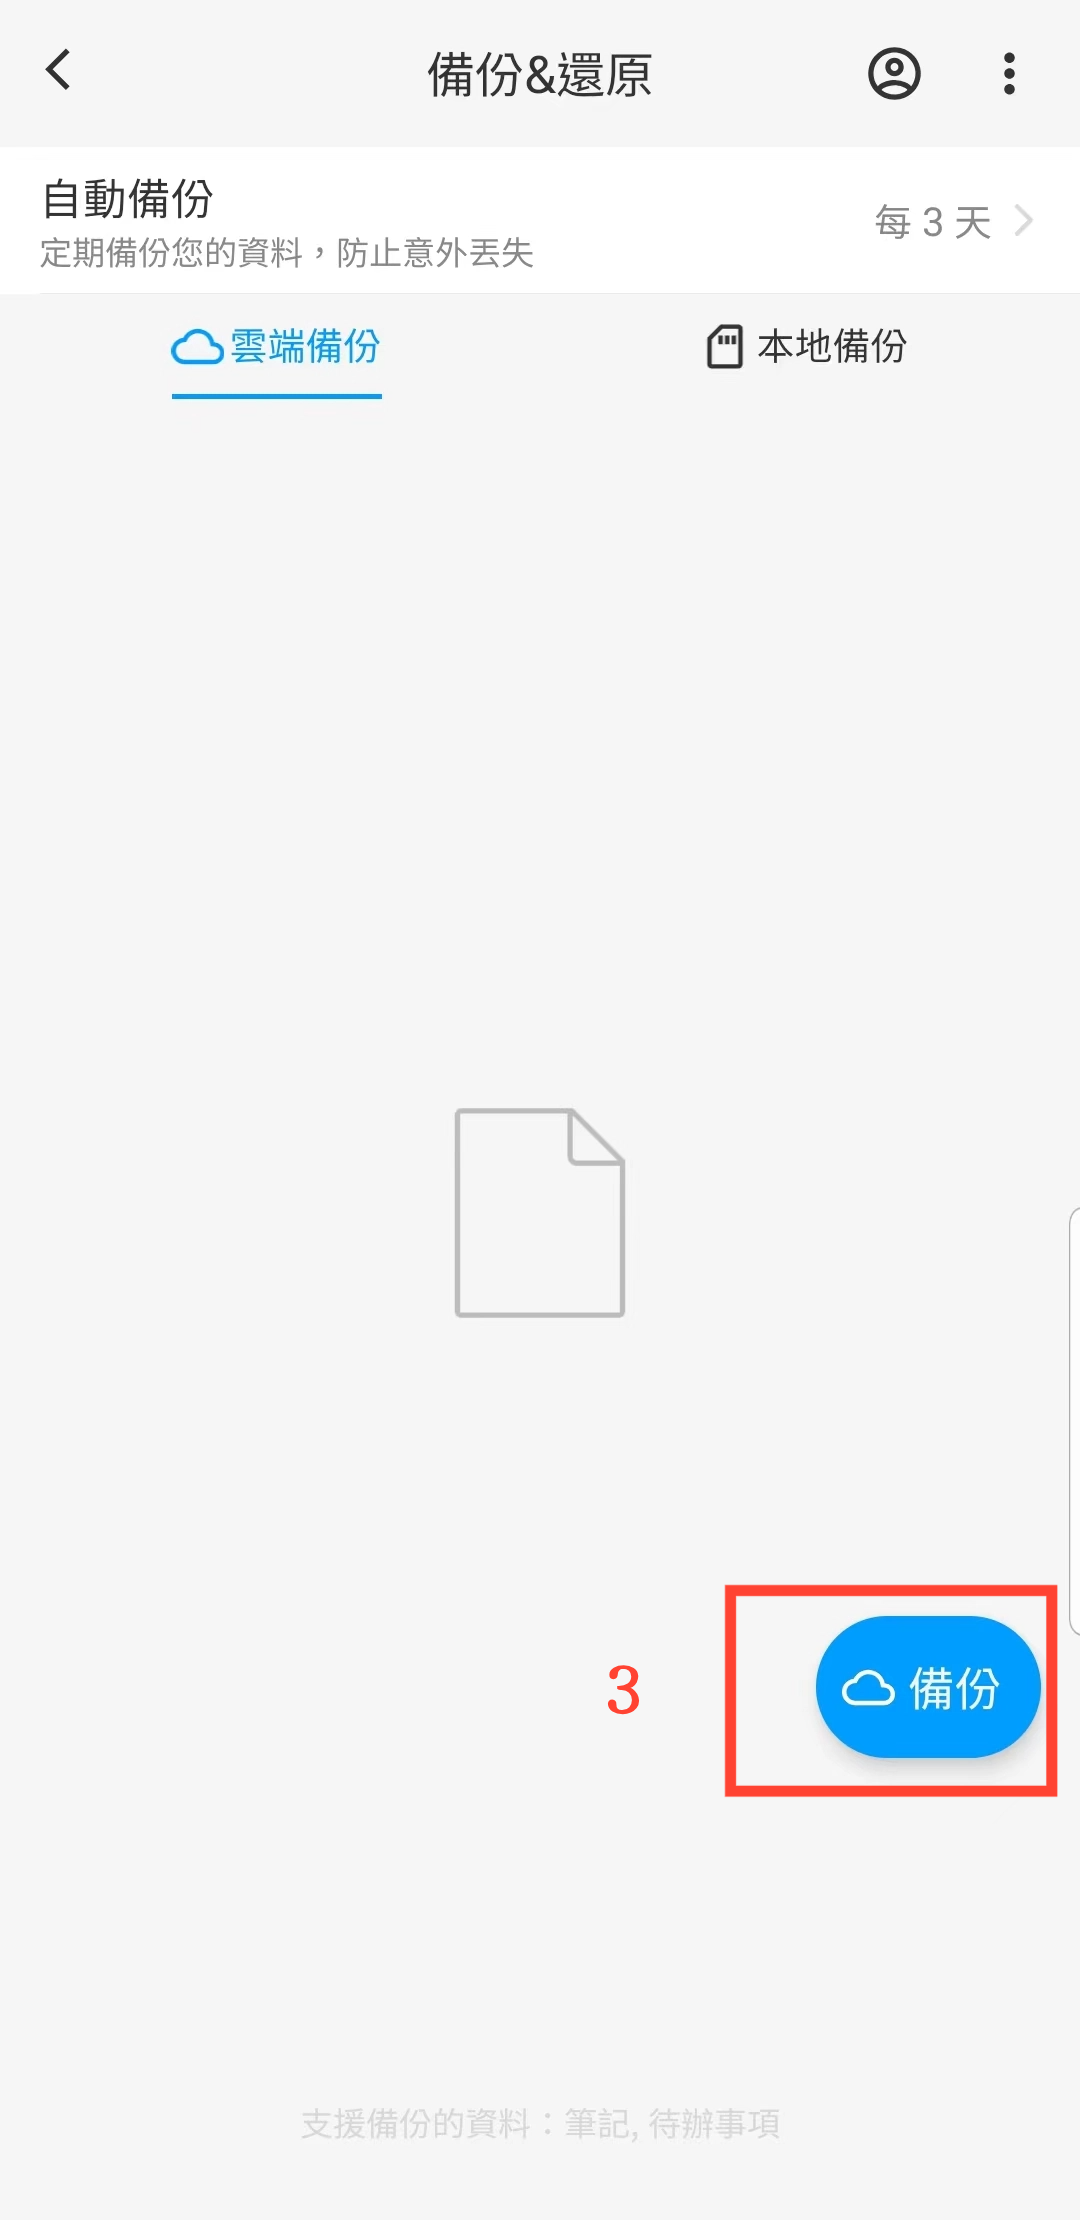 備份&還原
自動備份
定期備份您的資料，防止意外丟失
每 3 天
雲端備份
本地備份
3
備份
支援備份的資料：筆記, 待辦事項